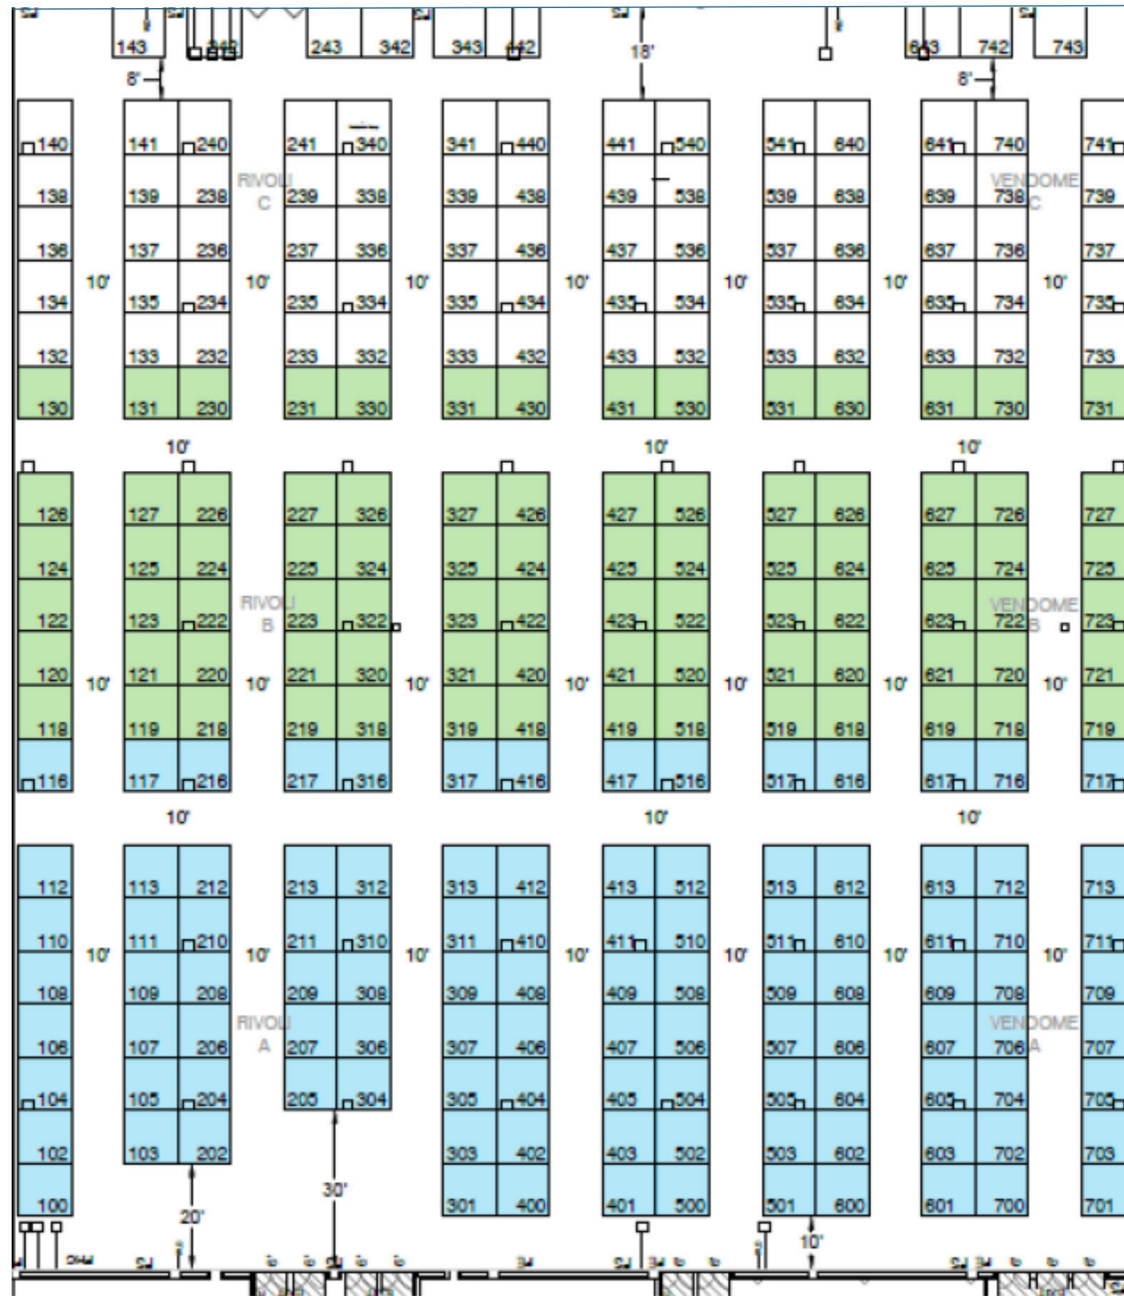 143 342 243 342 343 442 18' 643 742 743
8' 8'
140 141 240 241 340 341 440 441 540 541 640 641 740 741
RIVOLI VENDOME
138 139 238 C 239 338 339 438 439 538 539 638 639 738 C 739
136 137 236 237 336 337 436 437 536 537 636 637 736 737
10' 10' 10' 10' 10' 10' 10'
134 135 234 235 334 335 434 435 534 535 634 635 734 735
132 133 232 233 332 333 432 433 532 533 632 633 732 733
130 131 230 231 330 331 430 431 530 531 630 631 730 731
10' 10' 10'
126 127 226 227 326 327 426 427 526 527 626 627 726 727
124 125 224 225 324 325 424 425 524 525 624 625 724 725
RIVOLI VENDOME
122 123 222 B 223 322 323 422 423 522 523 622 623 722 B 723
120 10' 121 220 10' 221 320 10' 321 420 10' 421 520 10' 521 620 10' 621 720 10' 721
118 119 218 219 318 319 418 419 518 519 618 619 718 719
116 117 216 217 316 317 416 417 516 517 616 617 716 717
10' 10' 10'
112 113 212 213 312 313 412 413 512 513 612 613 712 713
110 10' 111 210 10' 211 310 10' 311 410 10' 411 510 10' 511 610 10' 611 710 10' 711
108 109 208 209 308 309 408 409 508 509 608 609 708 709
RIVOLI VENDOME
106 107 206 A 207 306 307 406 407 506 507 606 607 706 A 707
104 105 204 205 304 305 404 405 504 505 604 605 704 705
102 103 202 303 402 403 502 503 602 603 702 703
100 301 400 401 500 501 600 601 700 701
20' 30' 10'
6' 6' 6' 6'